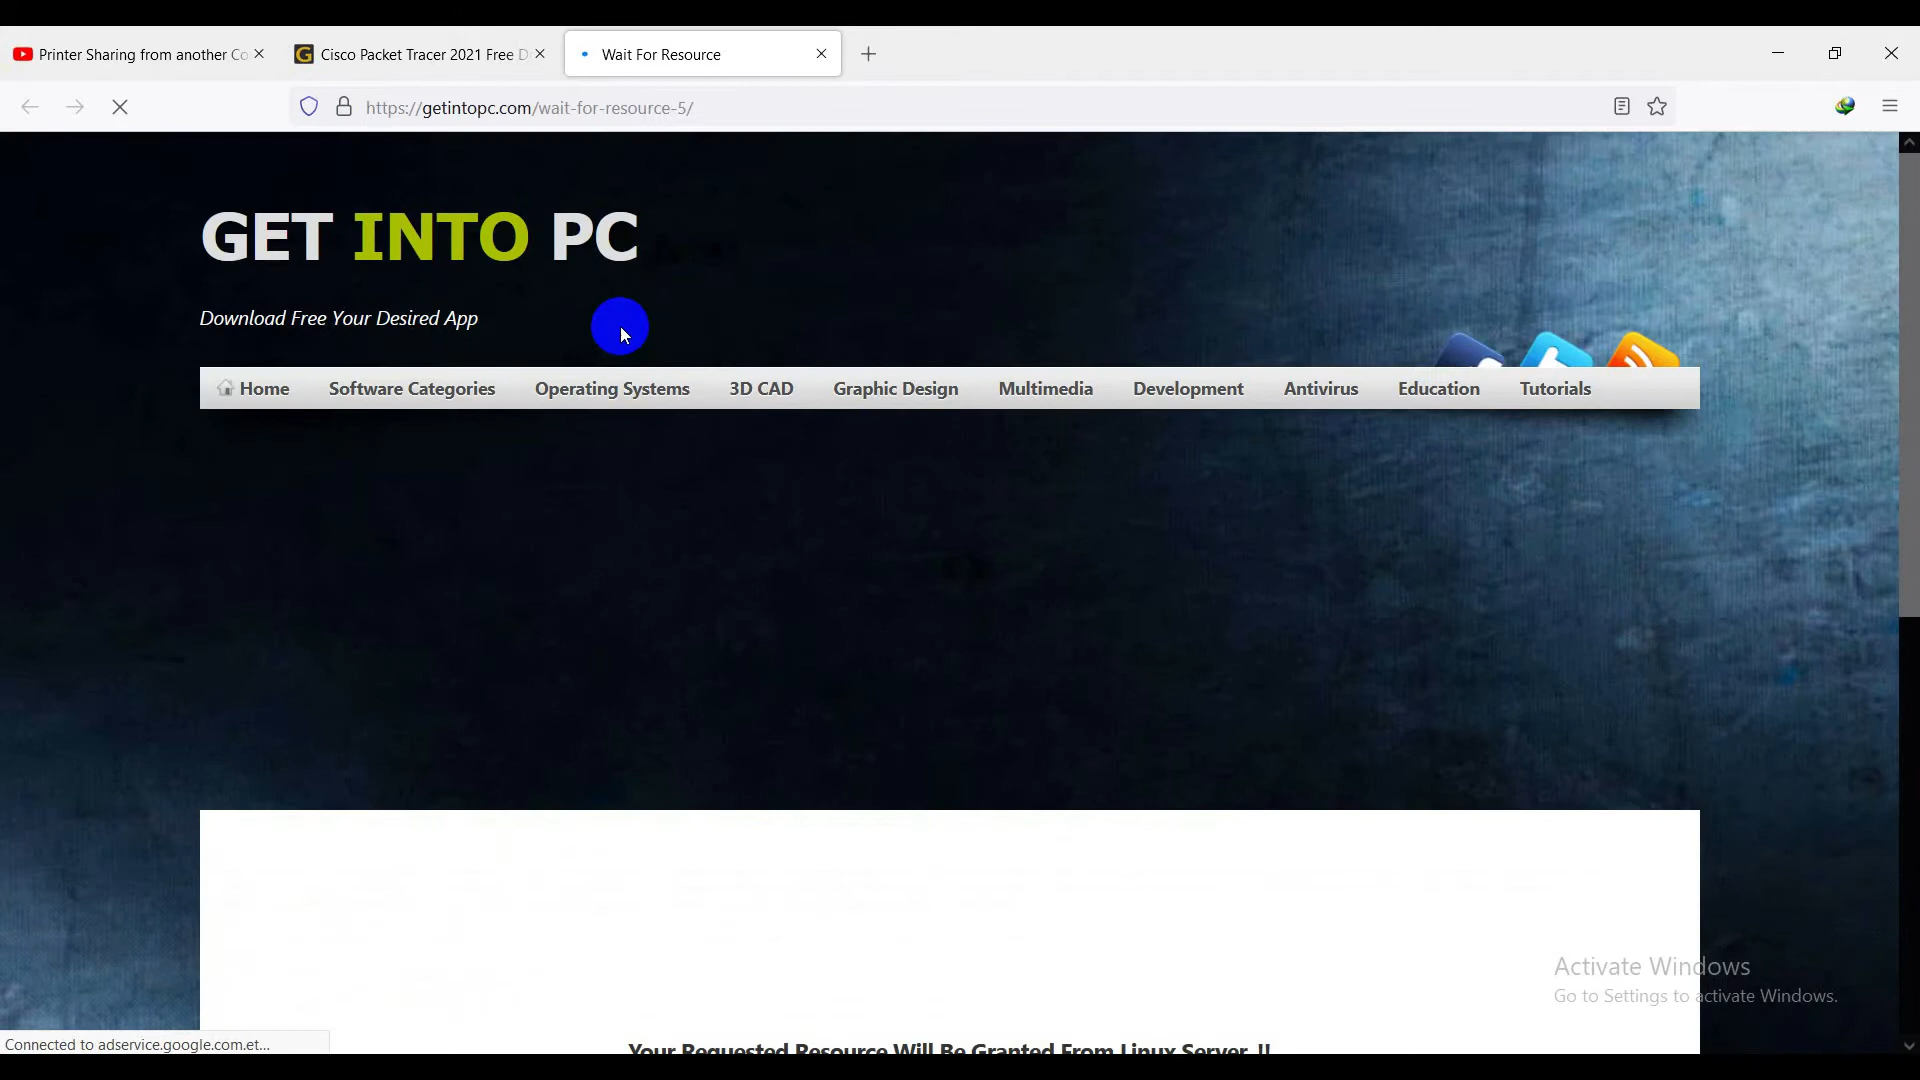 Printer Sharing from another Co
Cisco Packet Tracer 2021 Free D
Wait For Resource
https://getintopc.com/wait-for-resource-5/
GET INTO PC
Download Free Your Desired App
Home Software Categories Operating Systems 3D CAD Graphic Design Multimedia Development Antivirus Education Tutorials
Activate Windows
Go to Settings to activate Windows.
Your Requested Resource Will Be Granted From Linux Server..!!
Connected to adservice.google.com.et...